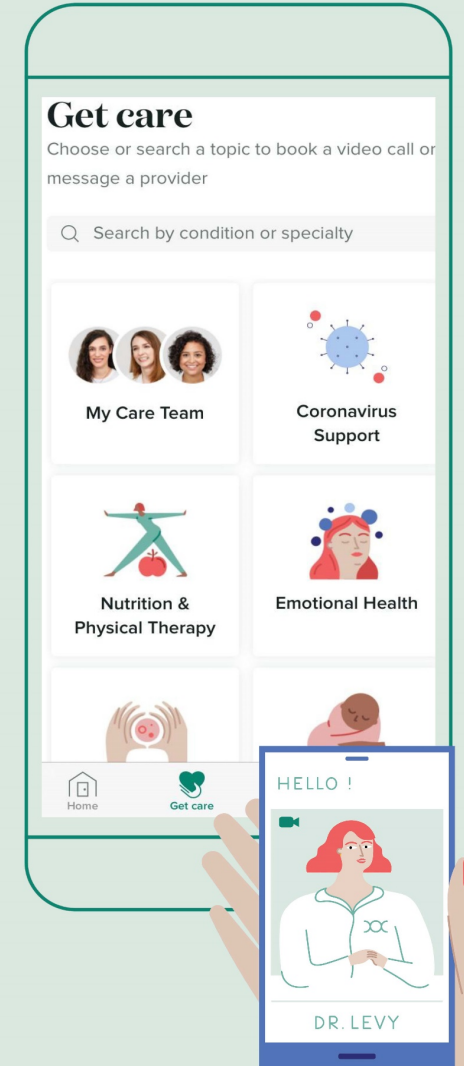 Get care
Choose or search a topic to book a video call or
message a provider
Search by condition or specialty
My Care Team
Coronavirus
Support
Nutrition &
Physical Therapy
Emotional Health
Home
Get care
HELLO !
DR. LEVY